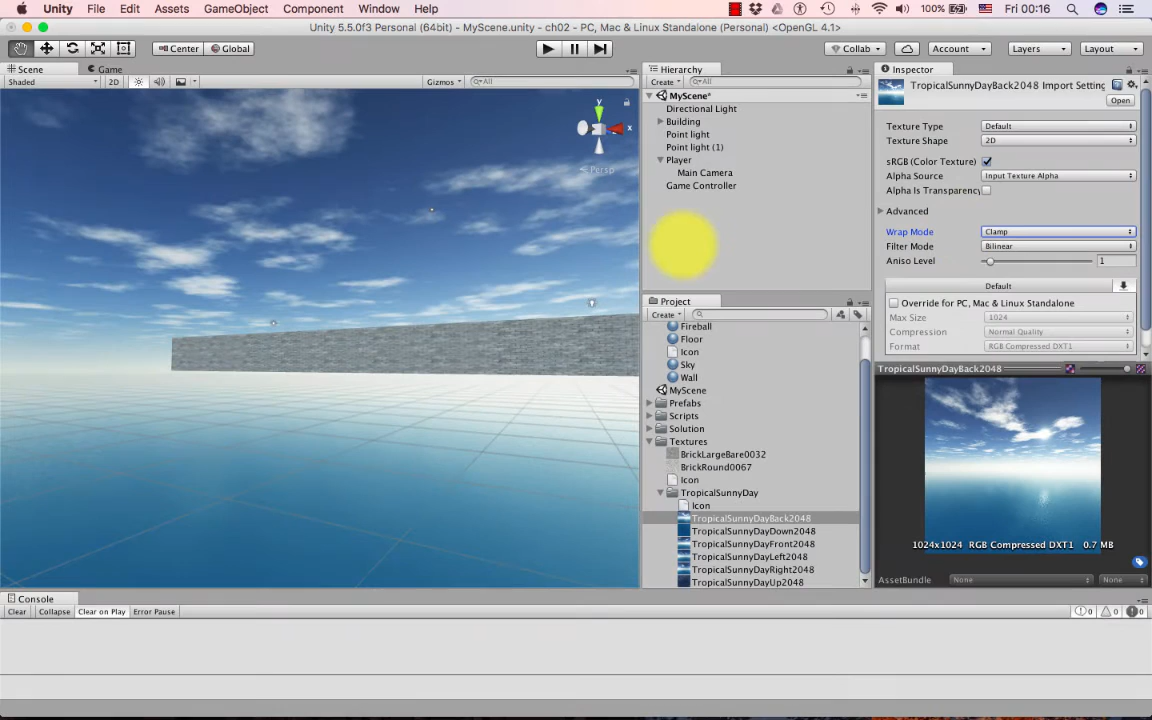 Unity File Edit Assets GameObject Component Window Help 100% Fri 00:16
Unity 5.5.0f3 Personal (64bit) - MyScene.unity - ch02 - PC, Mac & Linux Standalone (Personal) <OpenGL 4.1>
Center Global Collab Account Layers Layout
Scene Game
Shaded 2D Gizmos All
y
x
Persp
Hierarchy
Create All
MyScene*
Directional Light
Building
Point light
Point light (1)
Player
Main Camera
Game Controller
Project
Create
Fireball
Floor
Icon
Sky
Wall
MyScene
Prefabs
Scripts
Solution
Textures
BrickLargeBare0032
BrickRound0067
Icon
TropicalSunnyDay
Icon
TropicalSunnyDayBack2048
TropicalSunnyDayDown2048
TropicalSunnyDayFront2048
TropicalSunnyDayLeft2048
TropicalSunnyDayRight2048
TropicalSunnyDayUp2048
Inspector
TropicalSunnyDayBack2048 Import Setting
Open
Texture Type Default
Texture Shape 2D
sRGB (Color Texture)
Alpha Source Input Texture Alpha
Alpha Is Transparency
Advanced
Wrap Mode Clamp
Filter Mode Bilinear
Aniso Level 1
Default
Override for PC, Mac & Linux Standalone
Max Size 1024
Compression Normal Quality
Format RGB Compressed DXT1
TropicalSunnyDayBack2048
1024x1024 RGB Compressed DXT1 0.7 MB
AssetBundle None None
Console
Clear Collapse Clear on Play Error Pause 0 0 0